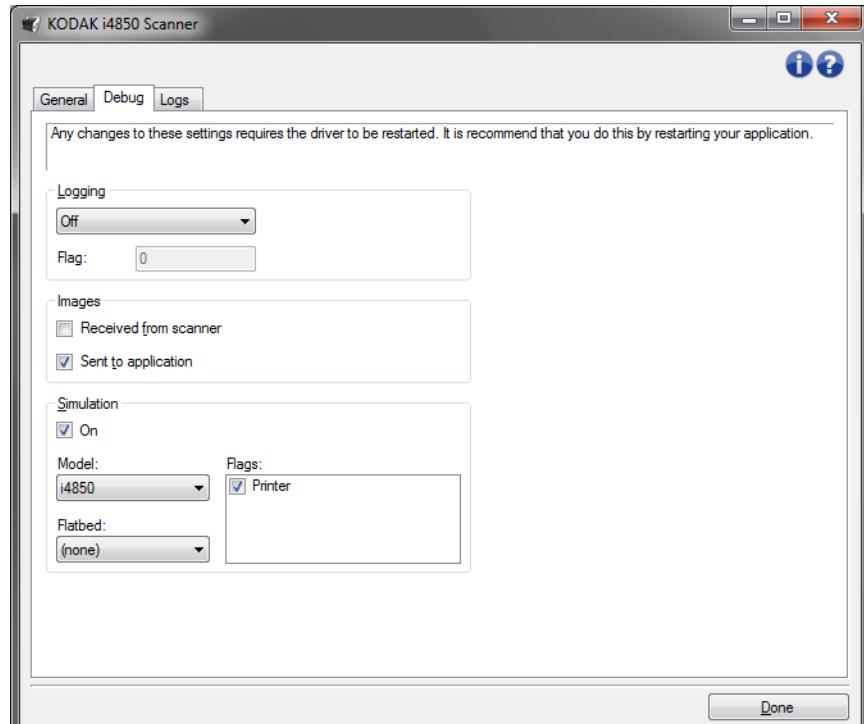 KODAK i4850 Scanner
General Debug Logs
Any changes to these settings requires the driver to be restarted. It is recommend that you do this by restarting your application.
Logging
Off
Flag: 0
Images
Received from scanner
Sent to application
Simulation
On
Model: Flags:
i4850 Printer
Flatbed:
(none)
Done